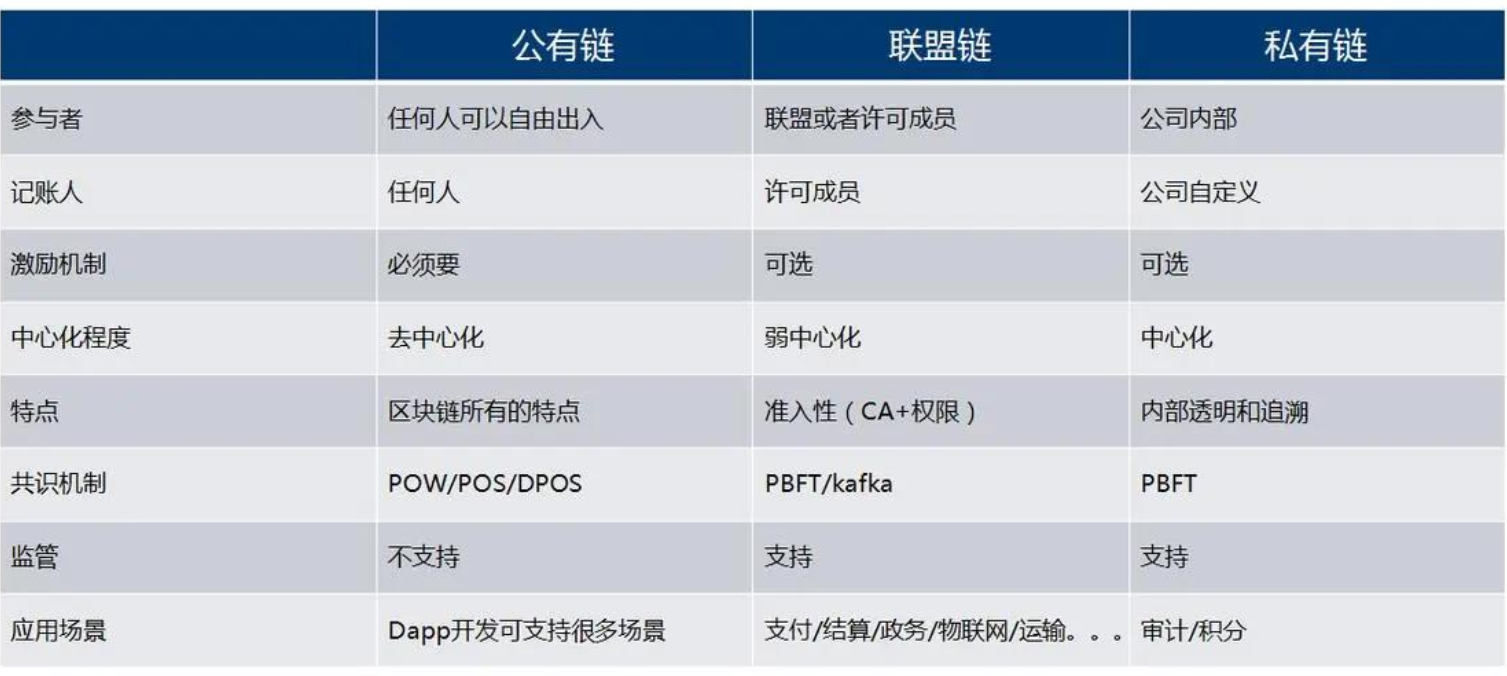 公有链 联盟链 私有链
参与者 任何人可以自由出入 联盟或者许可成员 公司内部
记账人 任何人 许可成员 公司自定义
激励机制 必须要 可选 可选
中心化程度 去中心化 弱中心化 中心化
特点 区块链所有的特点 准入性（CA+权限） 内部透明和追溯
共识机制 POW/POS/DPOS PBFT/kafka PBFT
监管 不支持 支持 支持
应用场景 Dapp开发可支持很多场景 支付/结算/政务/物联网/运输。。。 审计/积分